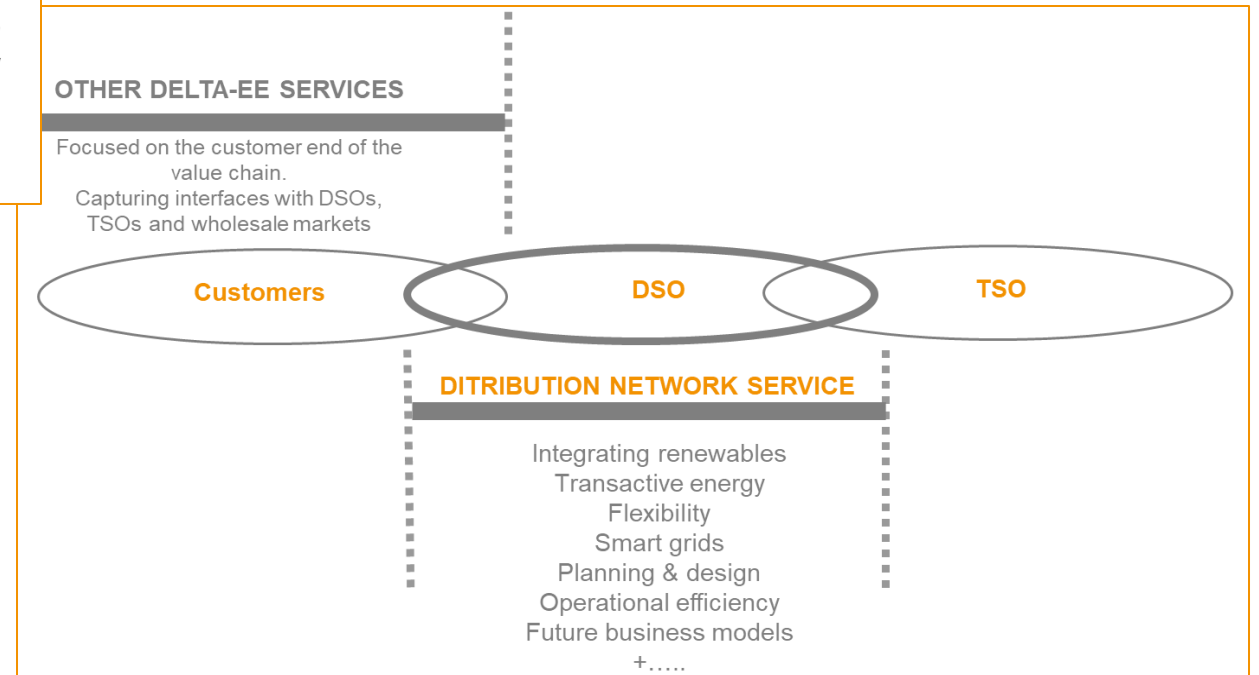 OTHER DELTA-EE SERVICES
Focused on the customer end of the
value chain.
Capturing interfaces with DSOs,
TSOs and wholesale markets
Customers
DSO
TSO
DITRIBUTION NETWORK SERVICE
Integrating renewables
Transactive energy
Flexibility
Smart grids
Planning & design
Operational efficiency
Future business models
+.....